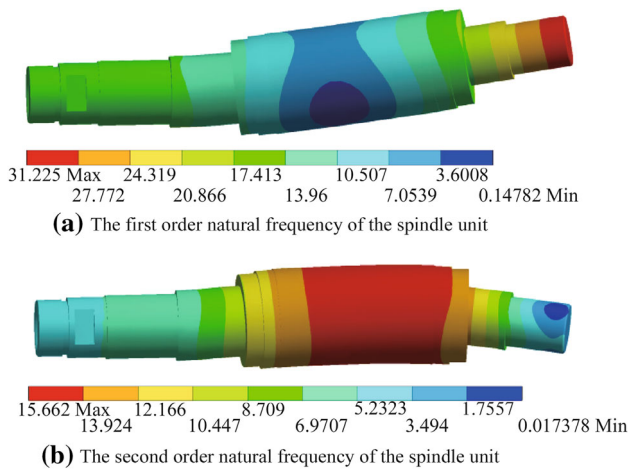 31.225 Max 24.319 17.413 10.507 3.6008
27.772 20.866 13.96 7.0539 0.14782 Min
(a) The first order natural frequency of the spindle unit
15.662 Max 12.166 8.709 5.2323 1.7557
13.924 10.447 6.9707 3.494 0.017378 Min
(b) The second order natural frequency of the spindle unit